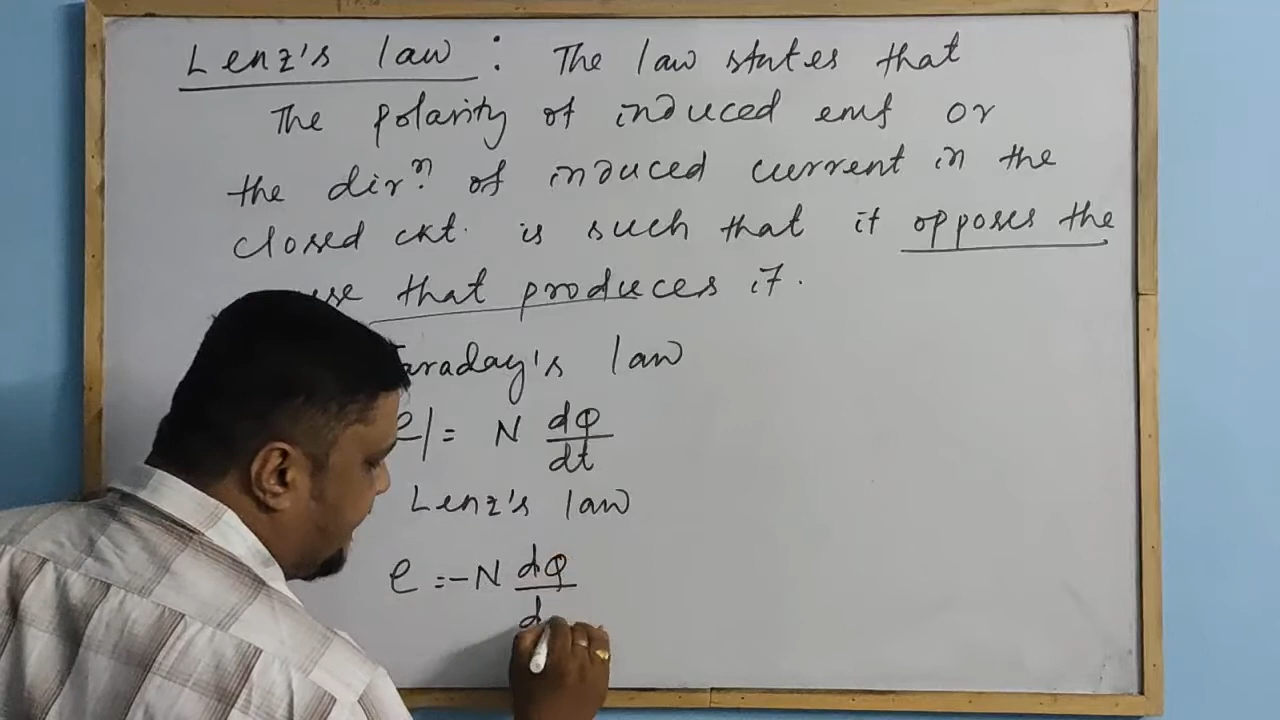 Lenz's law : The law states that
The polarity of induced emf or
the dirⁿ. of induced current in the
closed ckt. is such that it opposes the
that produces it.
law
= N dφ/dt
Lenz's law
e = -N dφ/d